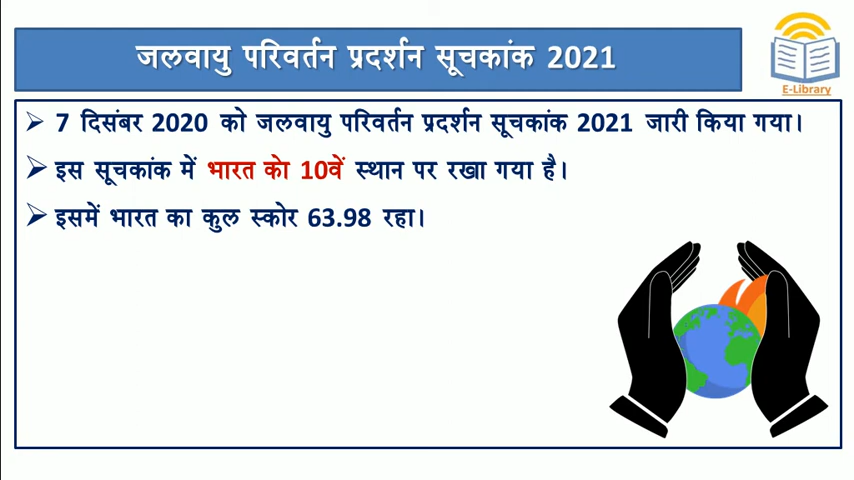 जलवायु परिवर्तन प्रदर्शन सूचकांक 2021
E-Library
➢ 7 दिसंबर 2020 को जलवायु परिवर्तन प्रदर्शन सूचकांक 2021 जारी किया गया।
➢ इस सूचकांक में भारत को 10वें स्थान पर रखा गया है।
➢ इसमें भारत का कुल स्कोर 63.98 रहा।